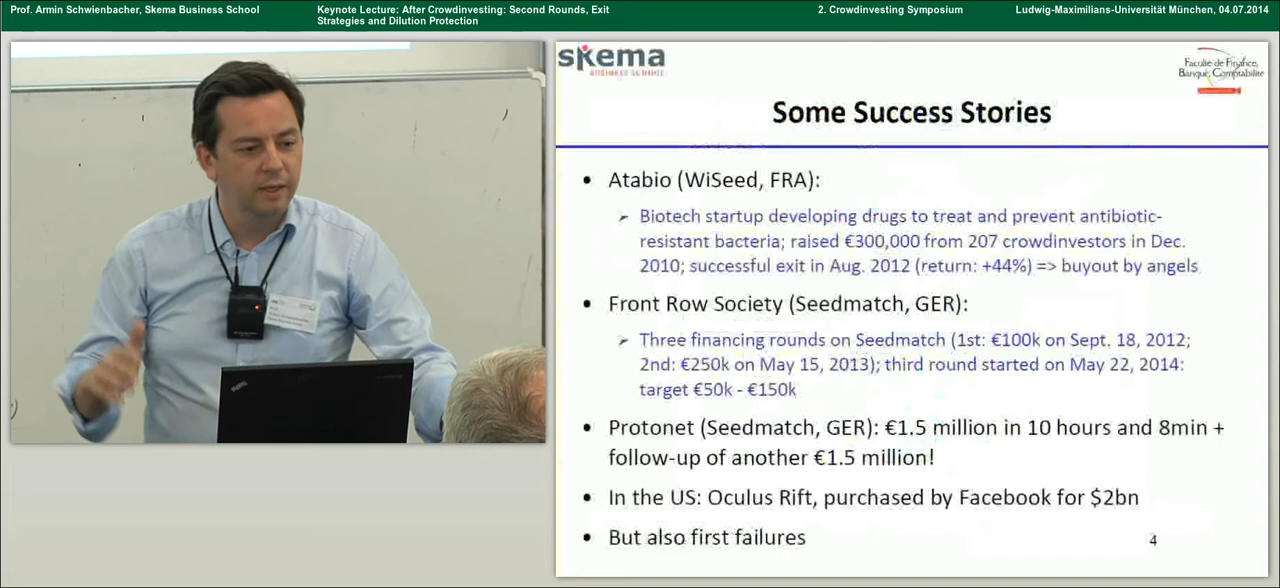 Prof. Armin Schwienbacher, Skema Business School
Keynote Lecture: After Crowdinvesting: Second Rounds, Exit
Strategies and Dilution Protection
2. Crowdinvesting Symposium
Ludwig-Maximilians-Universität München, 04.07.2014
skema
BUSINESS SCHOOL
Faculté de Finance,
Banque, Comptabilité
Some Success Stories
• Atabio (WiSeed, FRA):
➢ Biotech startup developing drugs to treat and prevent antibiotic-
resistant bacteria; raised €300,000 from 207 crowdinvestors in Dec.
2010; successful exit in Aug. 2012 (return: +44%) => buyout by angels
• Front Row Society (Seedmatch, GER):
➢ Three financing rounds on Seedmatch (1st: €100k on Sept. 18, 2012;
2nd: €250k on May 15, 2013); third round started on May 22, 2014:
target €50k - €150k
• Protonet (Seedmatch, GER): €1.5 million in 10 hours and 8min +
follow-up of another €1.5 million!
• In the US: Oculus Rift, purchased by Facebook for $2bn
• But also first failures
4